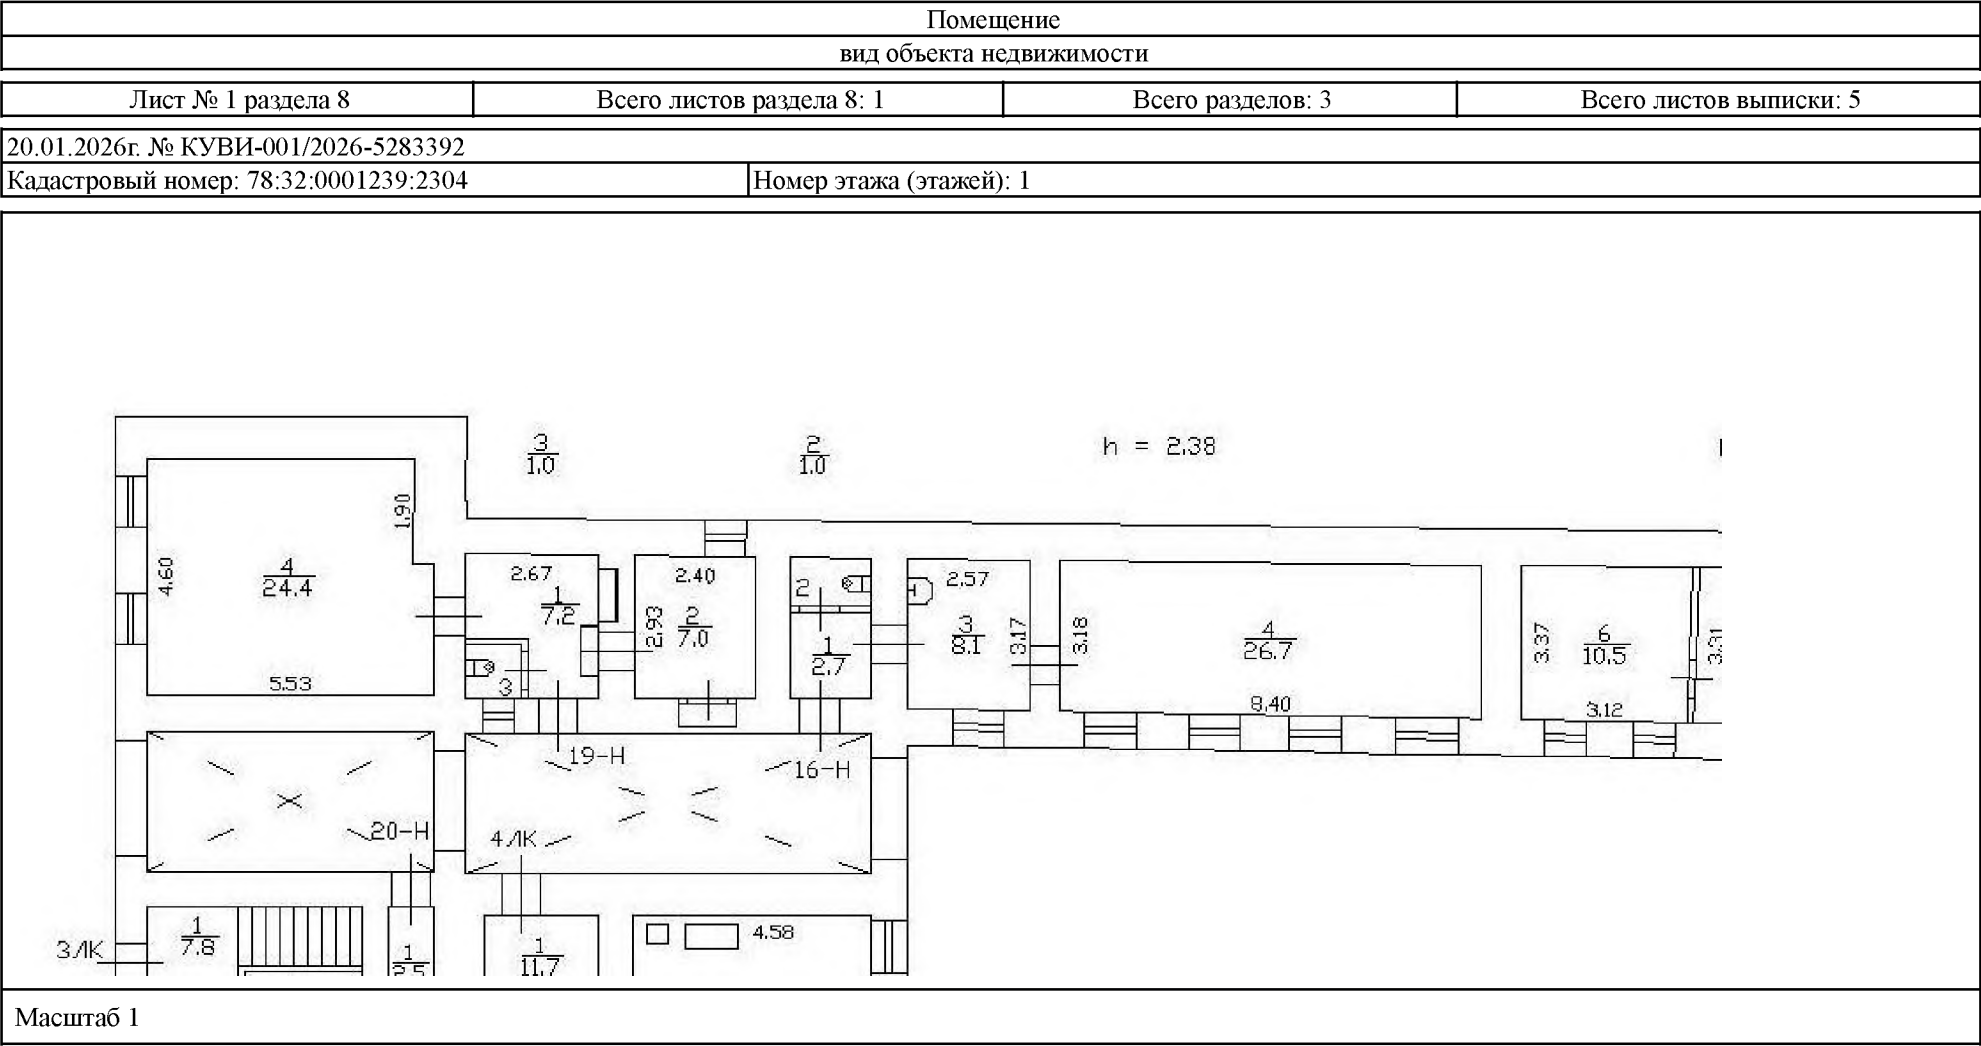 Помещение
вид объекта недвижимости
Лист № 1 раздела 8
Всего листов раздела 8: 1
Всего разделов: 3
Всего листов выписки: 5
20.01.2026г. № КУВИ-001/2026-5283392
Кадастровый номер: 78:32:0001239:2304
Номер этажа (этажей): 1
3
1.0
2
1.0
h = 2.38
1.90
4.60
4
24.4
5.53
2.67
1
7.2
3
2.40
2.93
2
7.0
2
1
2.7
2.57
3
8.1
3.17
3.18
4
26.7
8.40
3.37
6
10.5
3.12
3.31
19-Н
16-Н
20-Н
4ЛК
3ЛК
1
7.8
1
1
11.7
4.58
Масштаб 1